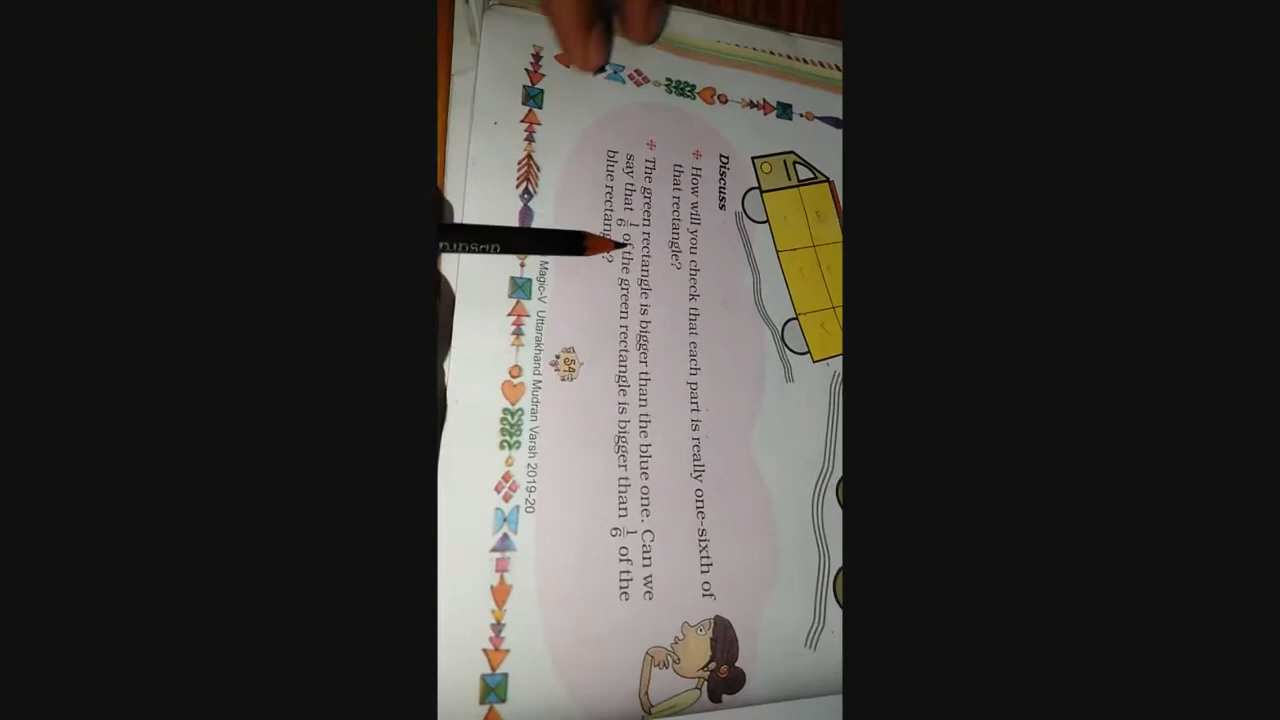 Discuss
How will you check that each part is really one-sixth of
that rectangle?
The green rectangle is bigger than the blue one. Can we
say that 1/6 of the green rectangle is bigger than 1/6 of the
blue rectangle?
54
Magic-V Uttarakhand Mudran Varsh 2019-20
apsara